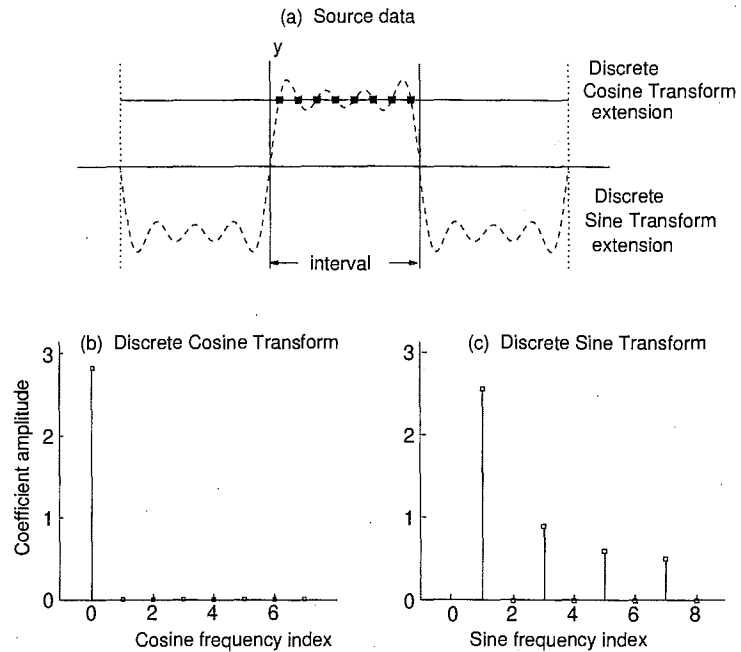 (a) Source data
y
Discrete
Cosine Transform
extension
Discrete
Sine Transform
extension
interval
(b) Discrete Cosine Transform
3
2
1
0
Coefficient amplitude
0 2 4 6
Cosine frequency index
(c) Discrete Sine Transform
3
2
1
0
0 2 4 6 8
Sine frequency index